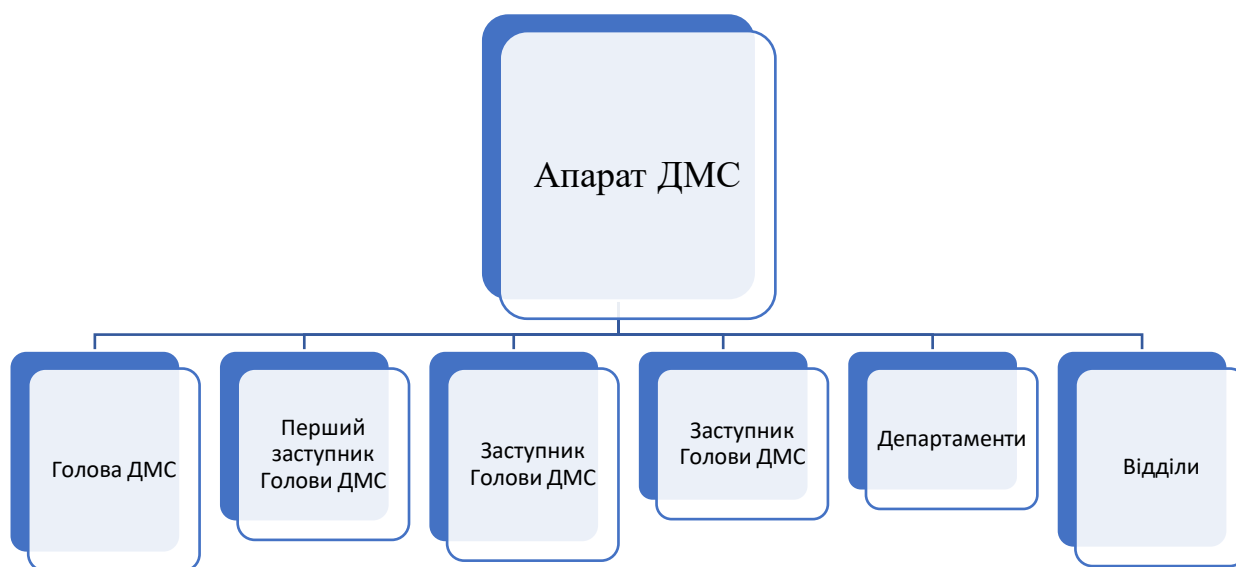 Апарат ДМС
Голова ДМС
Перший
заступник
Голови ДМС
Заступник
Голови ДМС
Заступник
Голови ДМС
Департаменти
Відділи